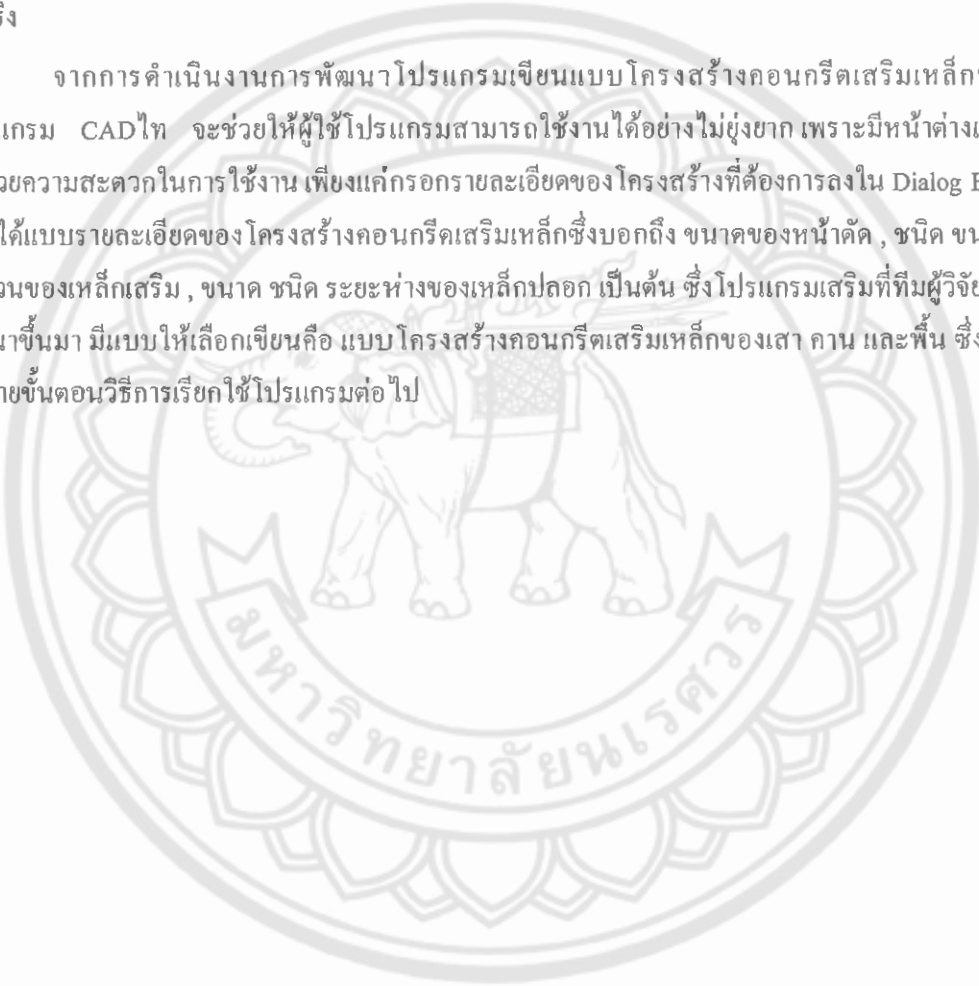 จากการดำเนินงานการพัฒนาโปรแกรมเขียนแบบโครงสร้างคอนกรีตเสริมเหล็ก
แกรม CADไท จะช่วยให้ผู้ใช้โปรแกรมสามารถใช้งานได้อย่างไม่ยุ่งยาก เพราะมีหน้าต่าง
วยความสะดวกในการใช้งาน เพียงแค่กรอกรายละเอียดของโครงสร้างที่ต้องการลงใน Dialog
ได้แบบรายละเอียดของโครงสร้างคอนกรีตเสริมเหล็กซึ่งบอกถึง ขนาดของหน้าตัด , ชนิด ขน
วนของเหล็กเสริม , ขนาด ชนิด ระยะห่างของเหล็กปลอก เป็นต้น ซึ่งโปรแกรมเสริมที่ทีมผู้วิจัย
นาขึ้นมา มีแบบให้เลือกเขียนคือ แบบโครงสร้างคอนกรีตเสริมเหล็กของเสา คาน และพื้น ซึ่ง
ายขั้นตอนวิธีการเรียกใช้โปรแกรมต่อไป
มหาวิทยาลัยนเรศวร